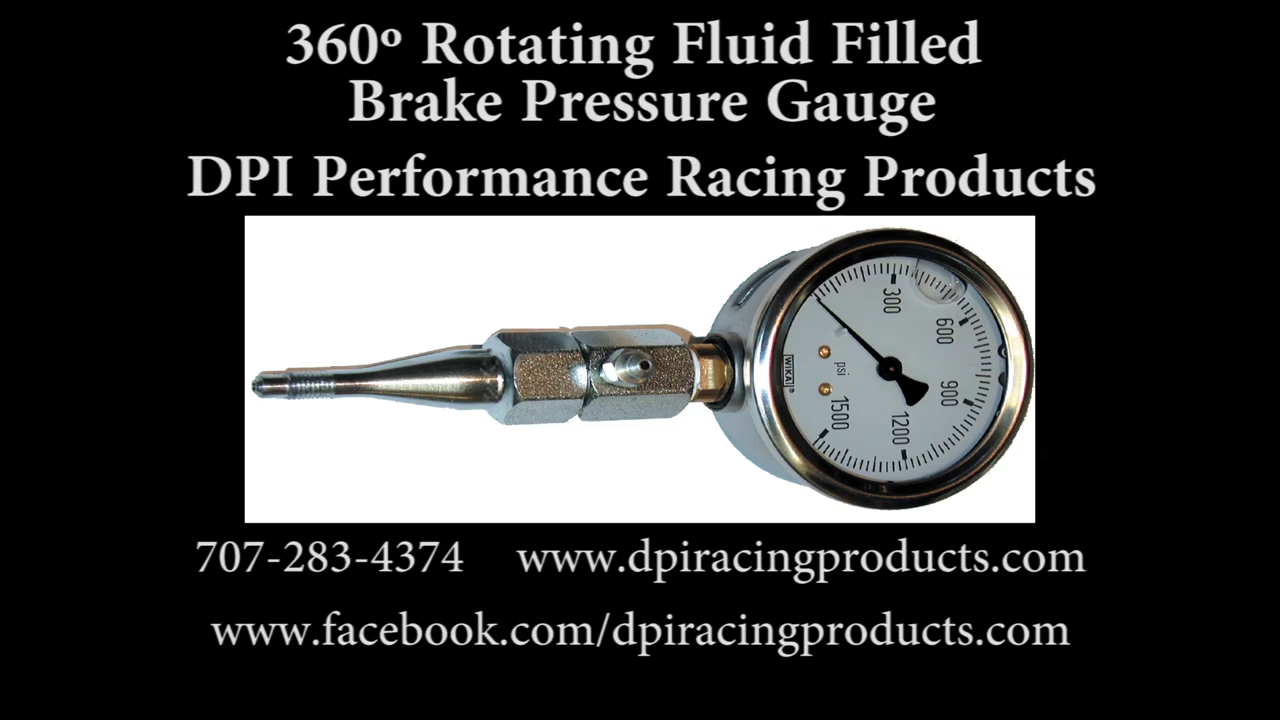 360º Rotating Fluid Filled
Brake Pressure Gauge
DPI Performance Racing Products
300
600
900
1200
1500
psi
WIKA
707-283-4374 www.dpiracingproducts.com
www.facebook.com/dpiracingproducts.com